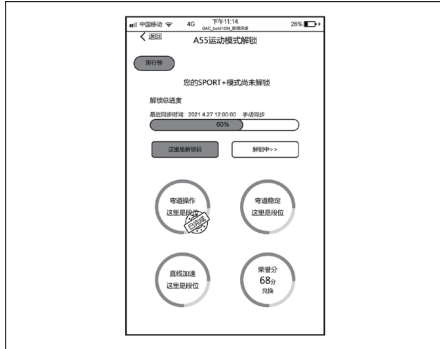 中国移动 4G 下午11:14 26%
返回
A55运动模式解锁
排行榜
您的SPORT+模式尚未解锁
解锁总进度
最近同步时间: 2021.4.27 12:00:00 手动同步
60%
这里是解锁码 解锁中>>
弯道操作
这里是段位
弯道稳定
这里是段位
直线加速
这里是段位
荣誉分
68分
兑换